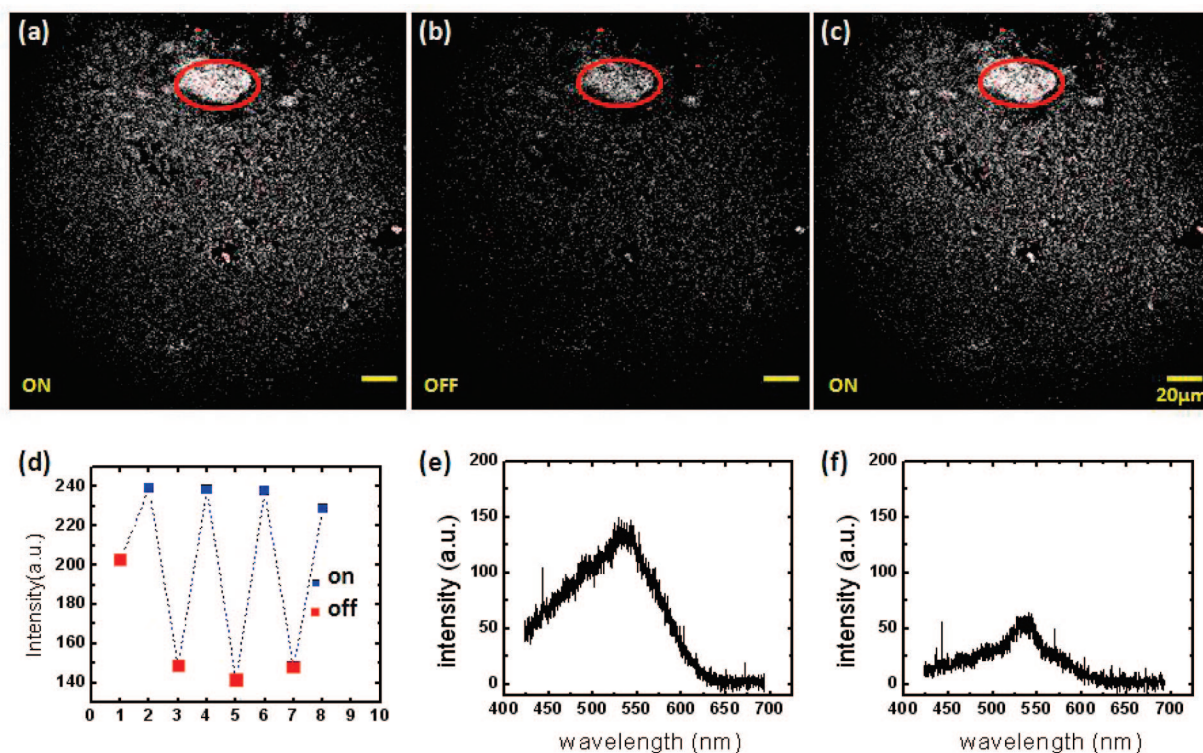 (a)
ON
(b)
OFF
(c)
ON
20μm
(d)
Intensity(a.u.)
240
220
200
180
160
140
0 1 2 3 4 5 6 7 8 9 10
on
off
(e)
intensity (a.u.)
200
150
100
50
0
400 450 500 550 600 650 700
wavelength (nm)
(f)
intensity (a.u.)
200
150
100
50
0
400 450 500 550 600 650 700
wavelength (nm)